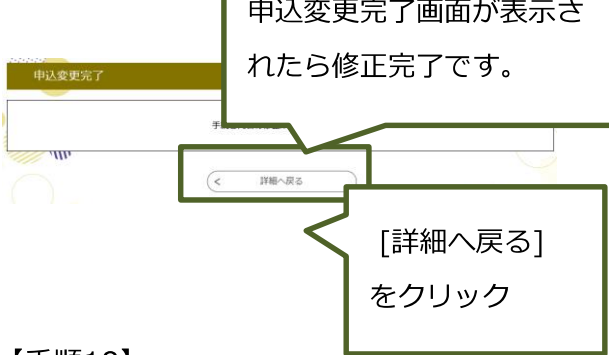 申込変更完了画面が表示さ
れたら修正完了です。
申込変更完了
詳細へ戻る
[詳細へ戻る]
をクリック